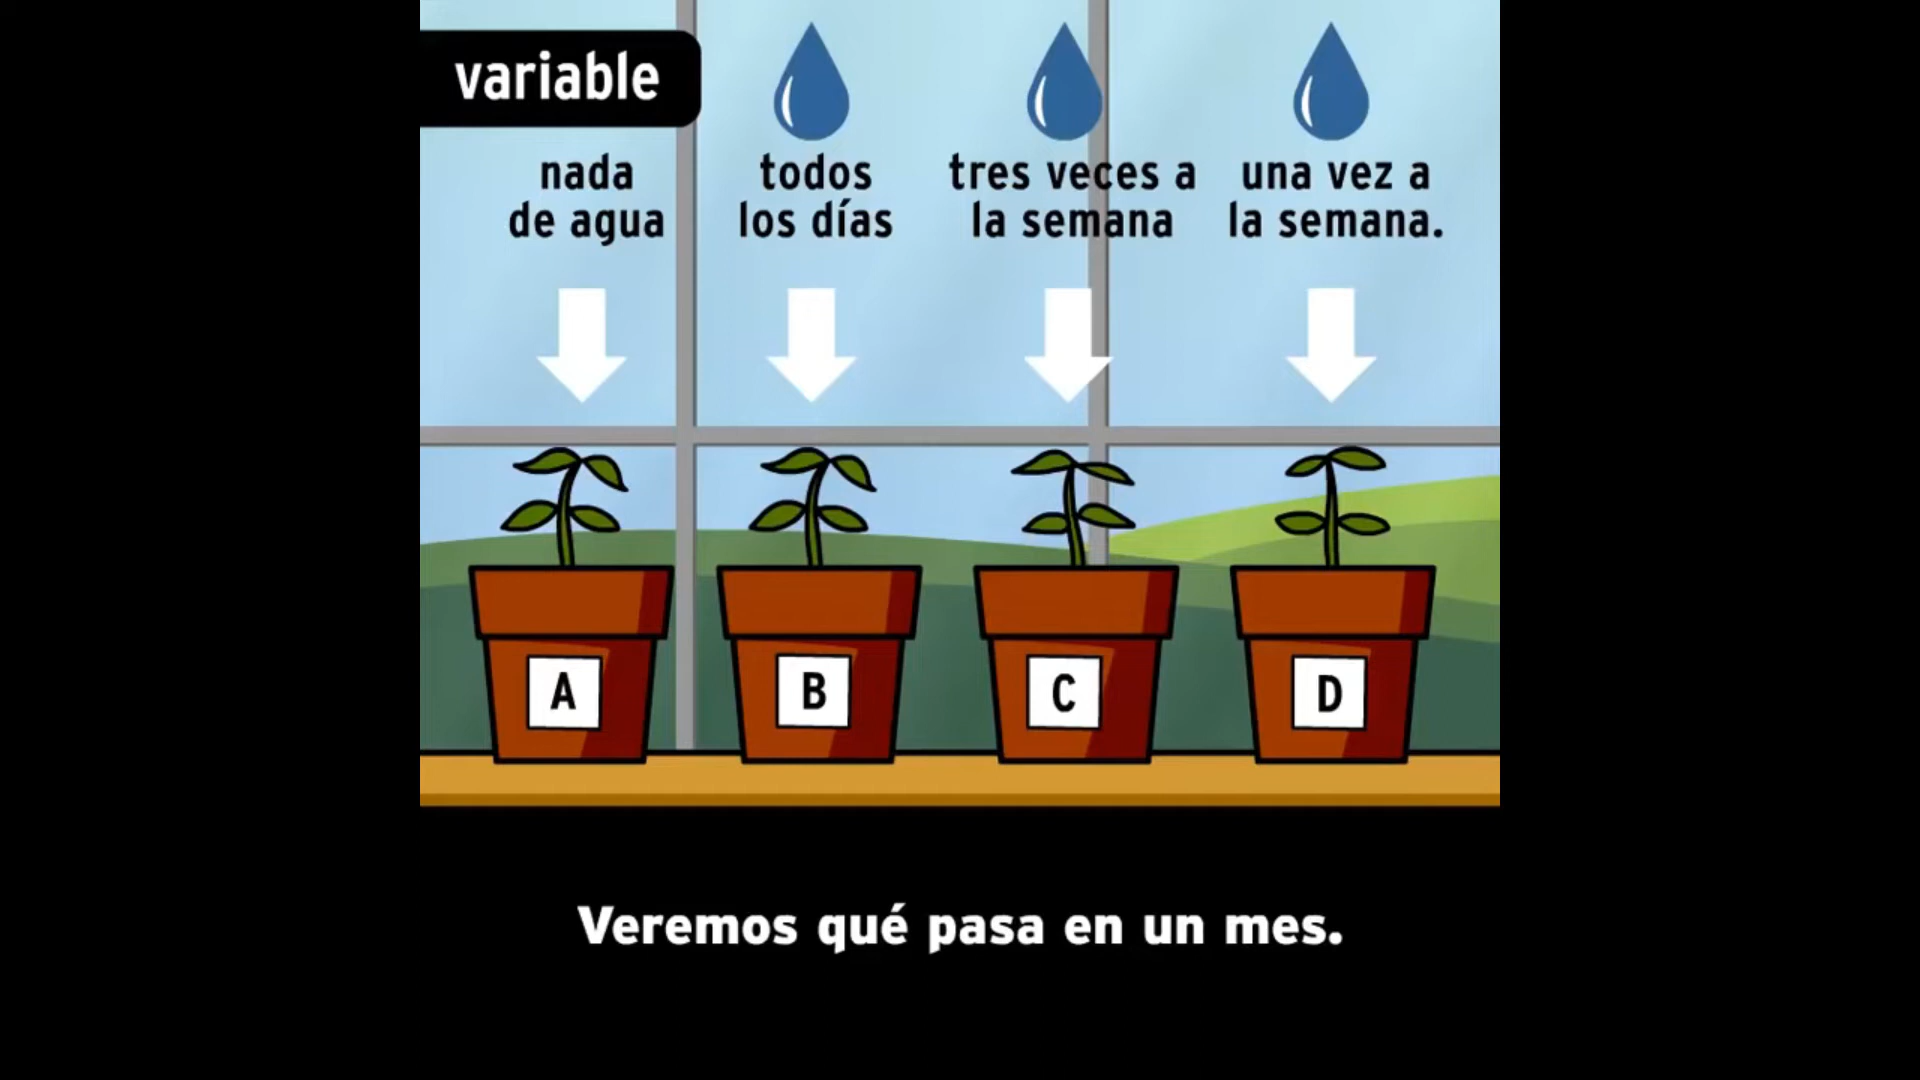 variable
nada
de agua
todos
los días
tres veces a
la semana
una vez a
la semana.
A
B
C
D
Veremos qué pasa en un mes.